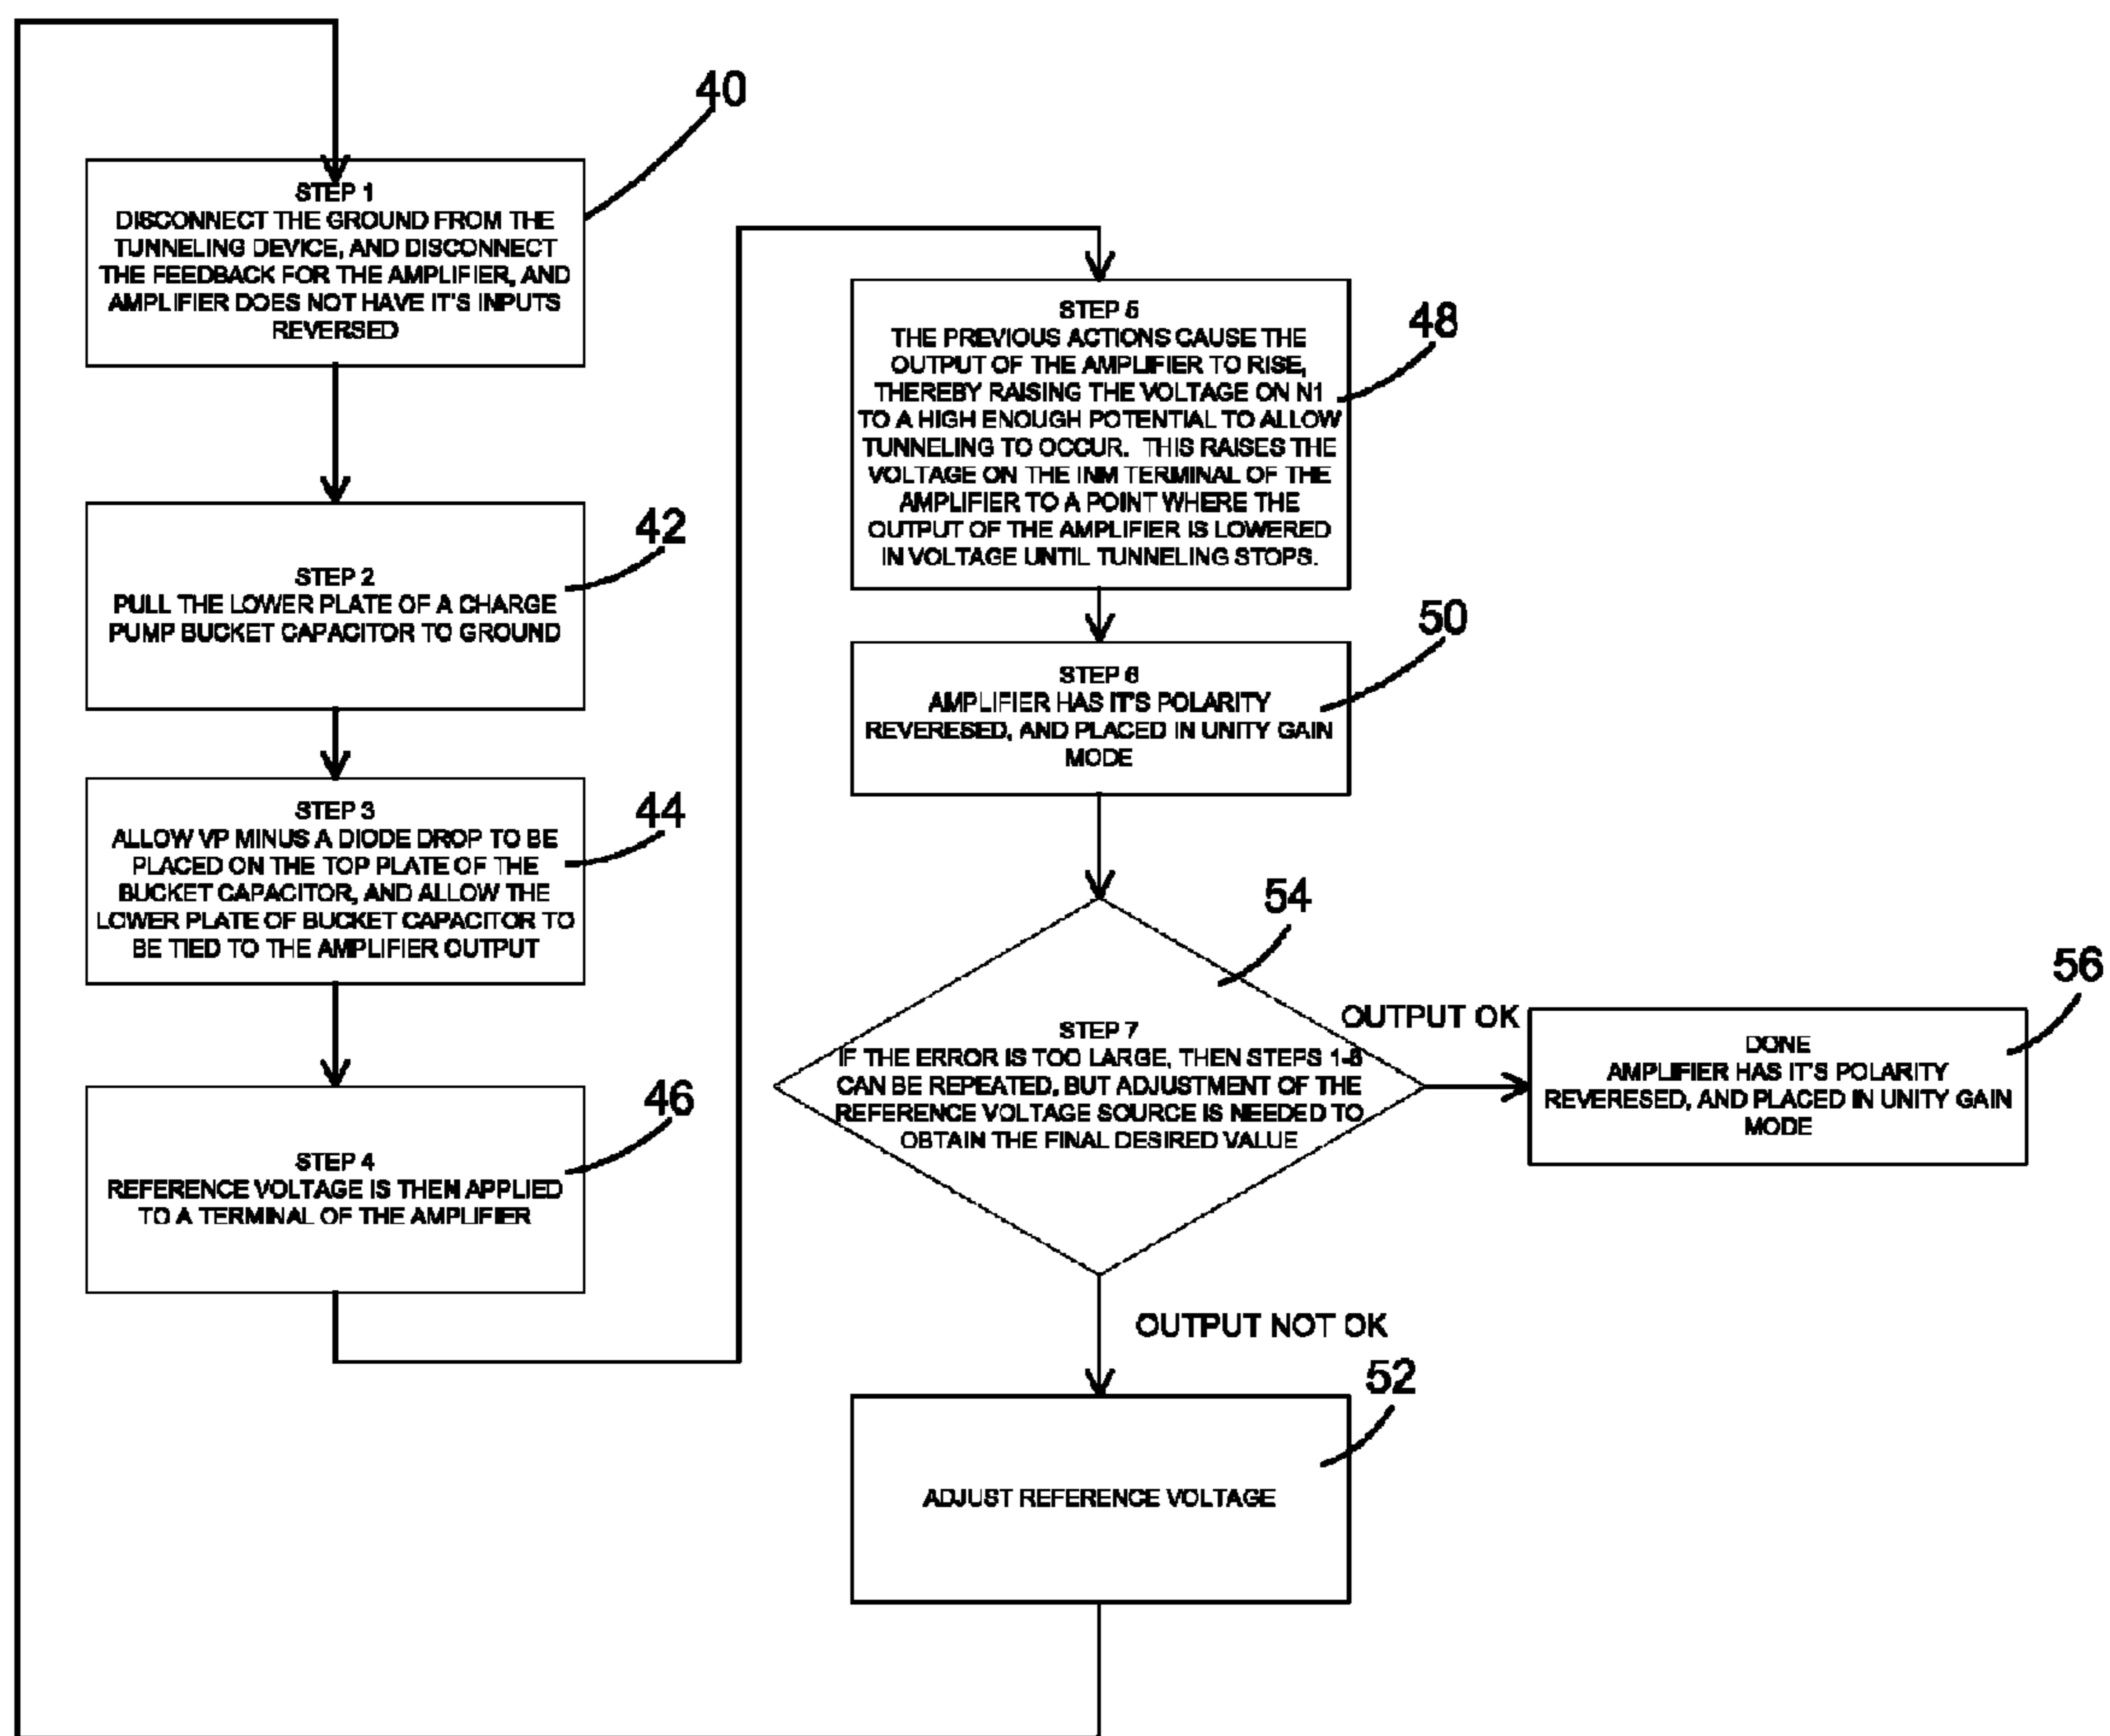 40
STEP 1
DISCONNECT THE GROUND FROM THE
TUNNELING DEVICE, AND DISCONNECT
THE FEEDBACK FOR THE AMPLIFIER, AND
AMPLIFIER DOES NOT HAVE IT'S INPUTS
REVERSED
42
STEP 2
PULL THE LOWER PLATE OF A CHARGE
PUMP BUCKET CAPACITOR TO GROUND
44
STEP 3
ALLOW VP MINUS A DIODE DROP TO BE
PLACED ON THE TOP PLATE OF THE
BUCKET CAPACITOR, AND ALLOW THE
LOWER PLATE OF BUCKET CAPACITOR TO
BE TIED TO THE AMPLIFIER OUTPUT
46
STEP 4
REFERENCE VOLTAGE IS THEN APPLIED
TO A TERMINAL OF THE AMPLIFIER
48
STEP 5
THE PREVIOUS ACTIONS CAUSE THE
OUTPUT OF THE AMPLIFIER TO RISE,
THEREBY RAISING THE VOLTAGE ON N1
TO A HIGH ENOUGH POTENTIAL TO ALLOW
TUNNELING TO OCCUR. THIS RAISES THE
VOLTAGE ON THE INM TERMINAL OF THE
AMPLIFIER TO A POINT WHERE THE
OUTPUT OF THE AMPLIFIER IS LOWERED
IN VOLTAGE UNTIL TUNNELING STOPS.
50
STEP 6
AMPLIFIER HAS IT'S POLARITY
REVERESED, AND PLACED IN UNITY GAIN
MODE
54
STEP 7
IF THE ERROR IS TOO LARGE, THEN STEPS 1-6
CAN BE REPEATED, BUT ADJUSTMENT OF THE
REFERENCE VOLTAGE SOURCE IS NEEDED TO
OBTAIN THE FINAL DESIRED VALUE
OUTPUT OK
56
DONE
AMPLIFIER HAS IT'S POLARITY
REVERESED, AND PLACED IN UNITY GAIN
MODE
OUTPUT NOT OK
52
ADJUST REFERENCE VOLTAGE